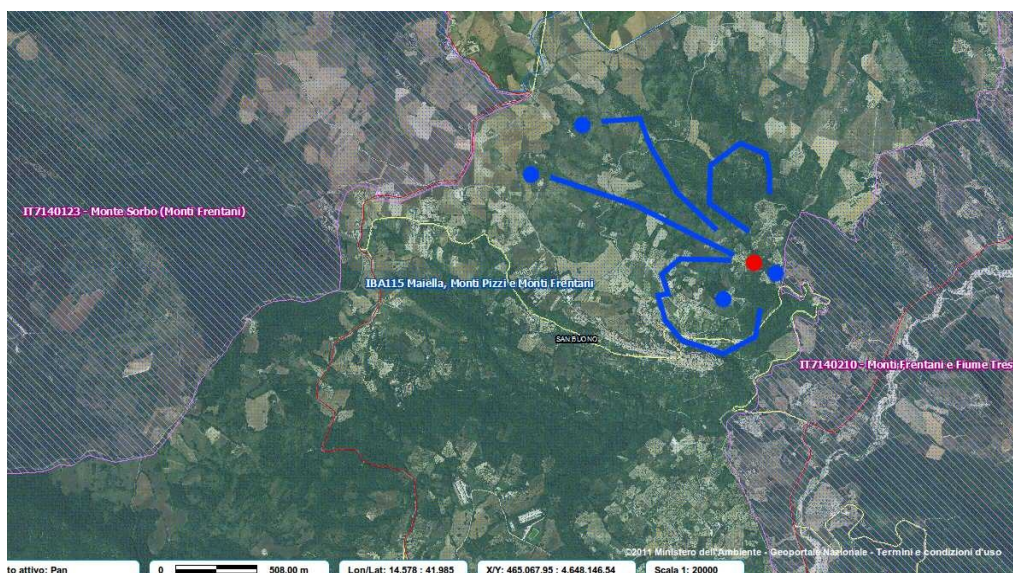 IT7140123 - Monte Sorbo (Monti Frentani)
IBA115 Maiella, Monti Pizzi e Monti Frentani
SAN BUONO
IT7140210 - Monti Frentani e Fiume Tres
©2011 Ministero dell'Ambiente - Geoportale Nazionale - Termini e condizioni d'uso
to attivo: Pan
0 508.00 m
Lon/Lat: 14.578 : 41.985
X/Y: 465,067.95 : 4,648,146.54
Scala 1: 20000